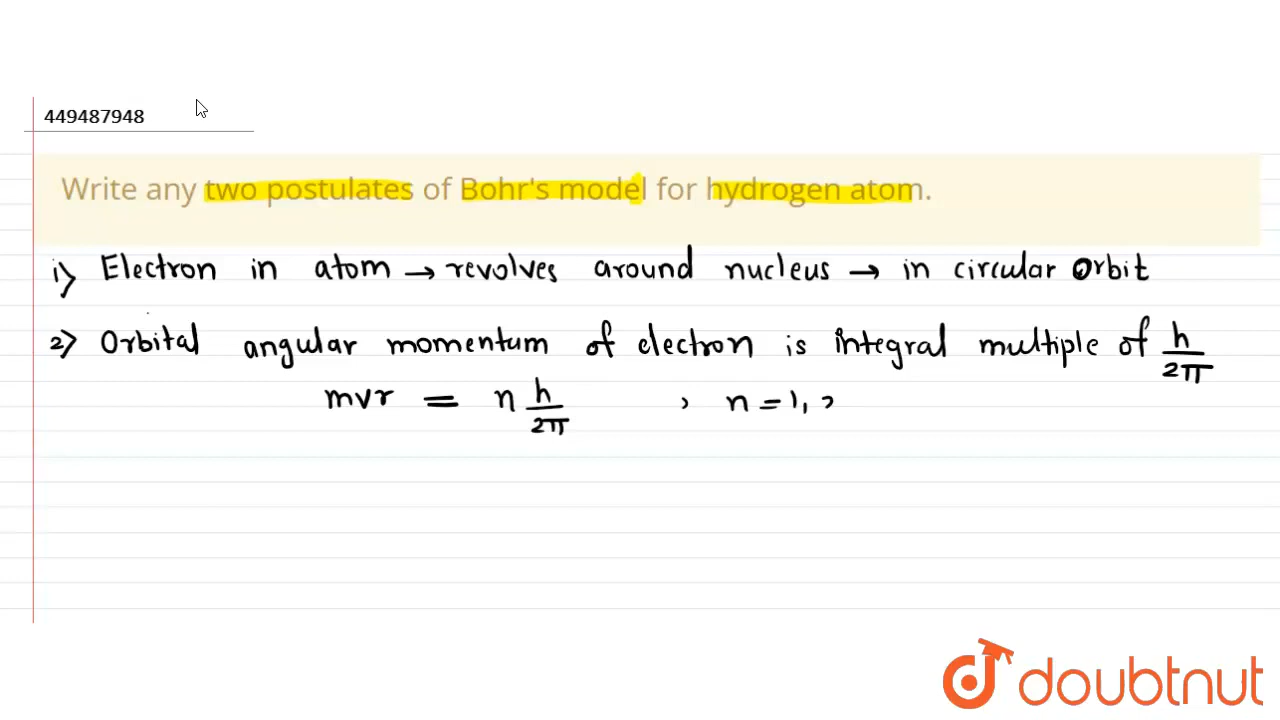 449487948
Write any two postulates of Bohr's model for hydrogen atom.
1) Electron in atom → revolves around nucleus → in circular orbit
2) Orbital angular momentum of electron is integral multiple of h/2π
mvr = n h/2π , n = 1,
doubtnut